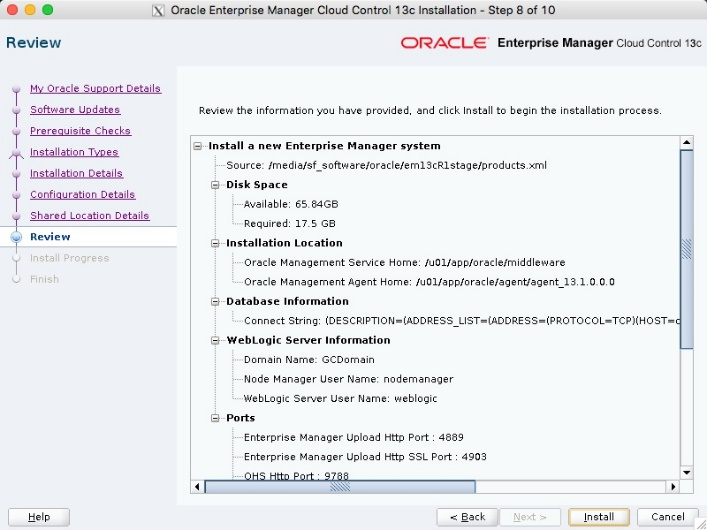 Oracle Enterprise Manager Cloud Control 13c Installation - Step 8 of 10
Review
ORACLE Enterprise Manager Cloud Control 13c
My Oracle Support Details
Software Updates
Prerequisite Checks
Installation Types
Installation Details
Configuration Details
Shared Location Details
Review
Install Progress
Finish
Review the information you have provided, and click Install to begin the installation process.
Install a new Enterprise Manager system
Source: /media/sf_software/oracle/em13cR1stage/products.xml
Disk Space
Available: 65.84GB
Required: 17.5 GB
Installation Location
Oracle Management Service Home: /u01/app/oracle/middleware
Oracle Management Agent Home: /u01/app/oracle/agent/agent_13.1.0.0.0
Database Information
Connect String: (DESCRIPTION=(ADDRESS_LIST=(ADDRESS=(PROTOCOL=TCP)(HOST=
WebLogic Server Information
Domain Name: GCDomain
Node Manager User Name: nodemanager
WebLogic Server User Name: weblogic
Ports
Enterprise Manager Upload Http Port : 4889
Enterprise Manager Upload Http SSL Port : 4903
OHS Http Port : 9788
Help
< Back
Next >
Install
Cancel